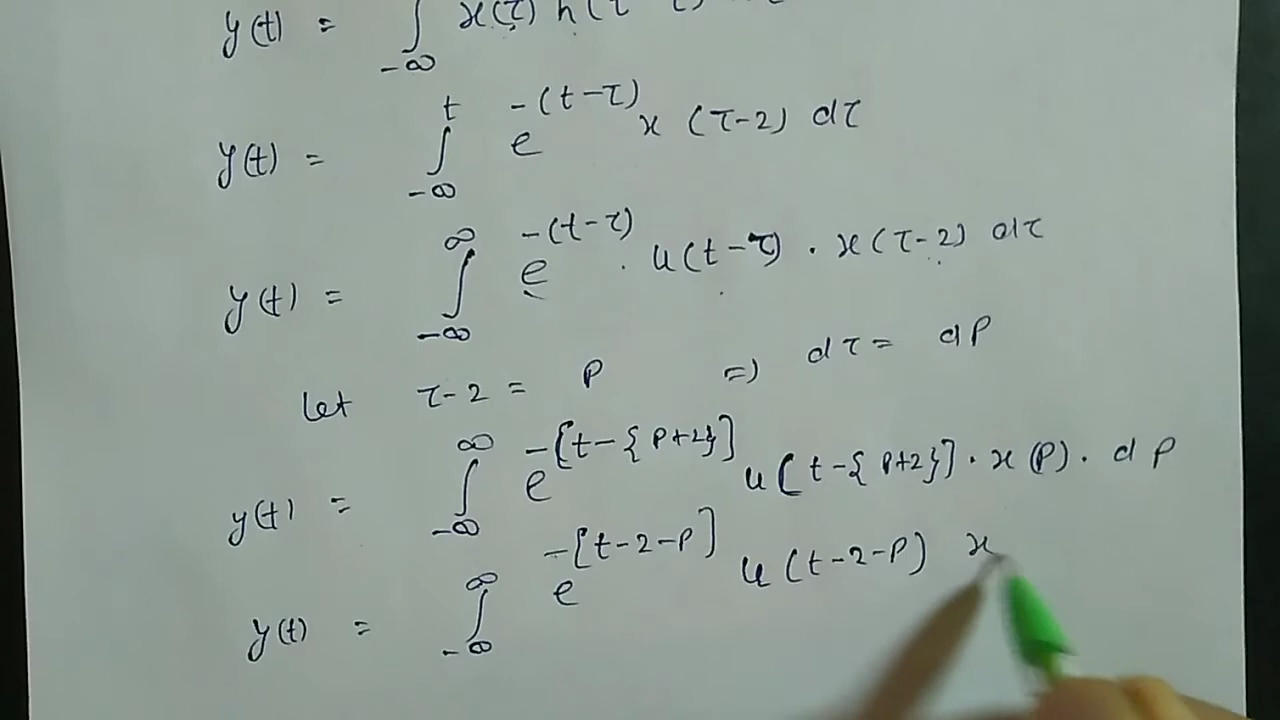 y(t) = ∫_{-∞} x(τ) h(
y(t) = ∫_{-∞}^{t} e^{-(t-τ)} x (τ-2) dτ
y(t) = ∫_{-∞}^{∞} e^{-(t-τ)} . u(t-τ) . x(τ-2) dτ
let τ-2 = P => dτ = dP
y(t) = ∫_{-∞}^{∞} e^{-[t-{P+2}]} u[t-{P+2}] . x(P) . dP
y(t) = ∫_{-∞}^{∞} e^{-[t-2-P]} u(t-2-P) x